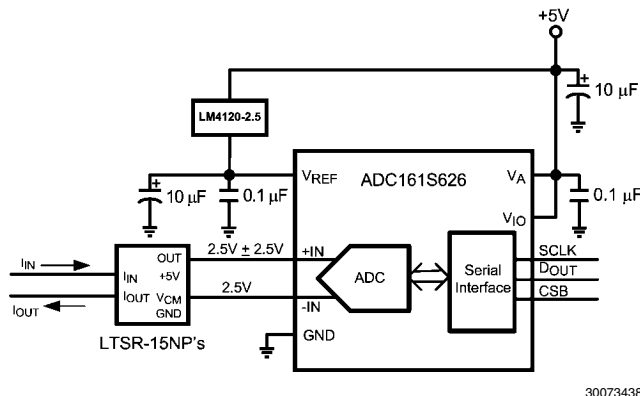 +5V
+
10 µF
LM4120-2.5
+
10 µF
0.1 µF
VREF
ADC161S626
VA
0.1 µF
VIO
OUT
2.5V ± 2.5V
+IN
SCLK
IIN
+5V
ADC
Serial
Interface
DOUT
IIN
IOUT
VCM
2.5V
-IN
CSB
IOUT
GND
GND
LTSR-15NP's
30073438